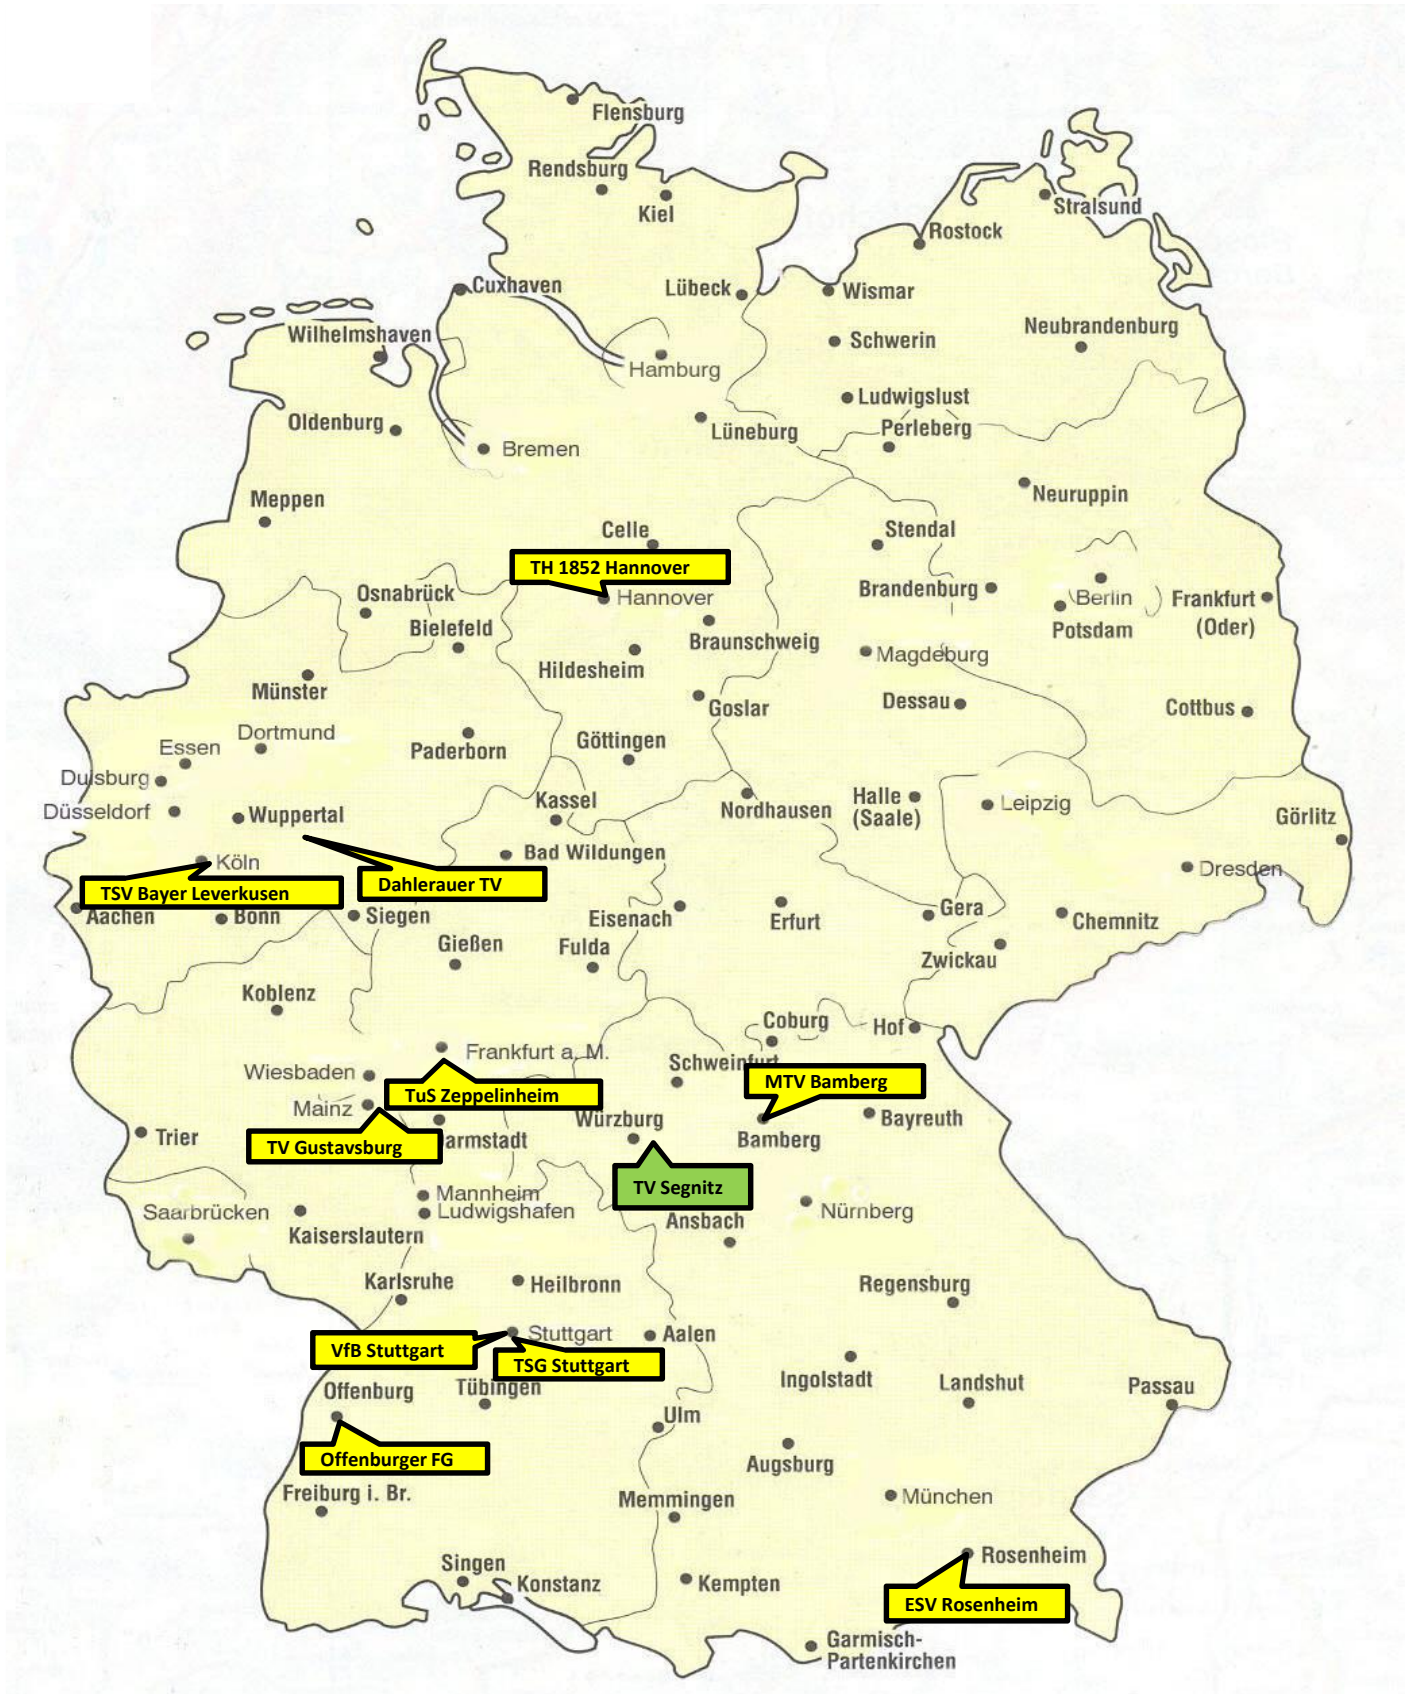 Flensburg
Rendsburg
Kiel
Stralsund
Rostock
Cuxhaven
Lübeck
Wismar
Wilhelmshaven
Neubrandenburg
Schwerin
Hamburg
Ludwigslust
Oldenburg
Lüneburg
Perleberg
Bremen
Meppen
Neuruppin
Celle
Stendal
TH 1852 Hannover
Hannover
Osnabrück
Bielefeld
Brandenburg
Berlin
Potsdam
Frankfurt
(Oder)
Braunschweig
Hildesheim
Magdeburg
Münster
Goslar
Dessau
Cottbus
Dortmund
Essen
Paderborn
Göttingen
Duisburg
Düsseldorf
Wuppertal
Kassel
Nordhausen
Halle
(Saale)
Leipzig
Görlitz
Köln
Bad Wildungen
Dresden
TSV Bayer Leverkusen
Dahlerauer TV
Aachen
Bonn
Siegen
Eisenach
Erfurt
Gera
Chemnitz
Gießen
Fulda
Zwickau
Koblenz
Coburg
Hof
Frankfurt a. M.
Schweinfurt
Wiesbaden
MTV Bamberg
TuS Zeppelinheim
Mainz
Würzburg
Bayreuth
Trier
TV Gustavsburg
armstadt
Bamberg
TV Segnitz
Mannheim
Ludwigshafen
Saarbrücken
Kaiserslautern
Ansbach
Nürnberg
Karlsruhe
Heilbronn
Regensburg
Stuttgart
Aalen
VfB Stuttgart
TSG Stuttgart
Offenburg
Tübingen
Ingolstadt
Landshut
Passau
Ulm
Offenburger FG
Augsburg
Freiburg i. Br.
Memmingen
München
Singen
Konstanz
Kempten
Rosenheim
ESV Rosenheim
Garmisch-
Partenkirchen